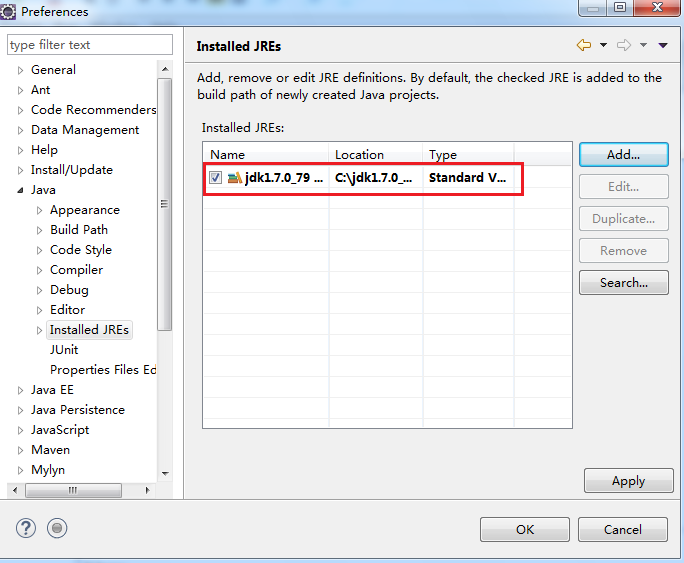 Preferences
type filter text
General
Ant
Code Recommenders
Data Management
Help
Install/Update
Java
Appearance
Build Path
Code Style
Compiler
Debug
Editor
Installed JREs
JUnit
Properties Files Ed
Java EE
Java Persistence
JavaScript
Maven
Mylyn
Installed JREs
Add, remove or edit JRE definitions. By default, the checked JRE is added to the
build path of newly created Java projects.
Installed JREs:
Name Location Type
jdk1.7.0_79 ... C:\jdk1.7.0_... Standard V...
Add...
Edit...
Duplicate...
Remove
Search...
Apply
OK Cancel